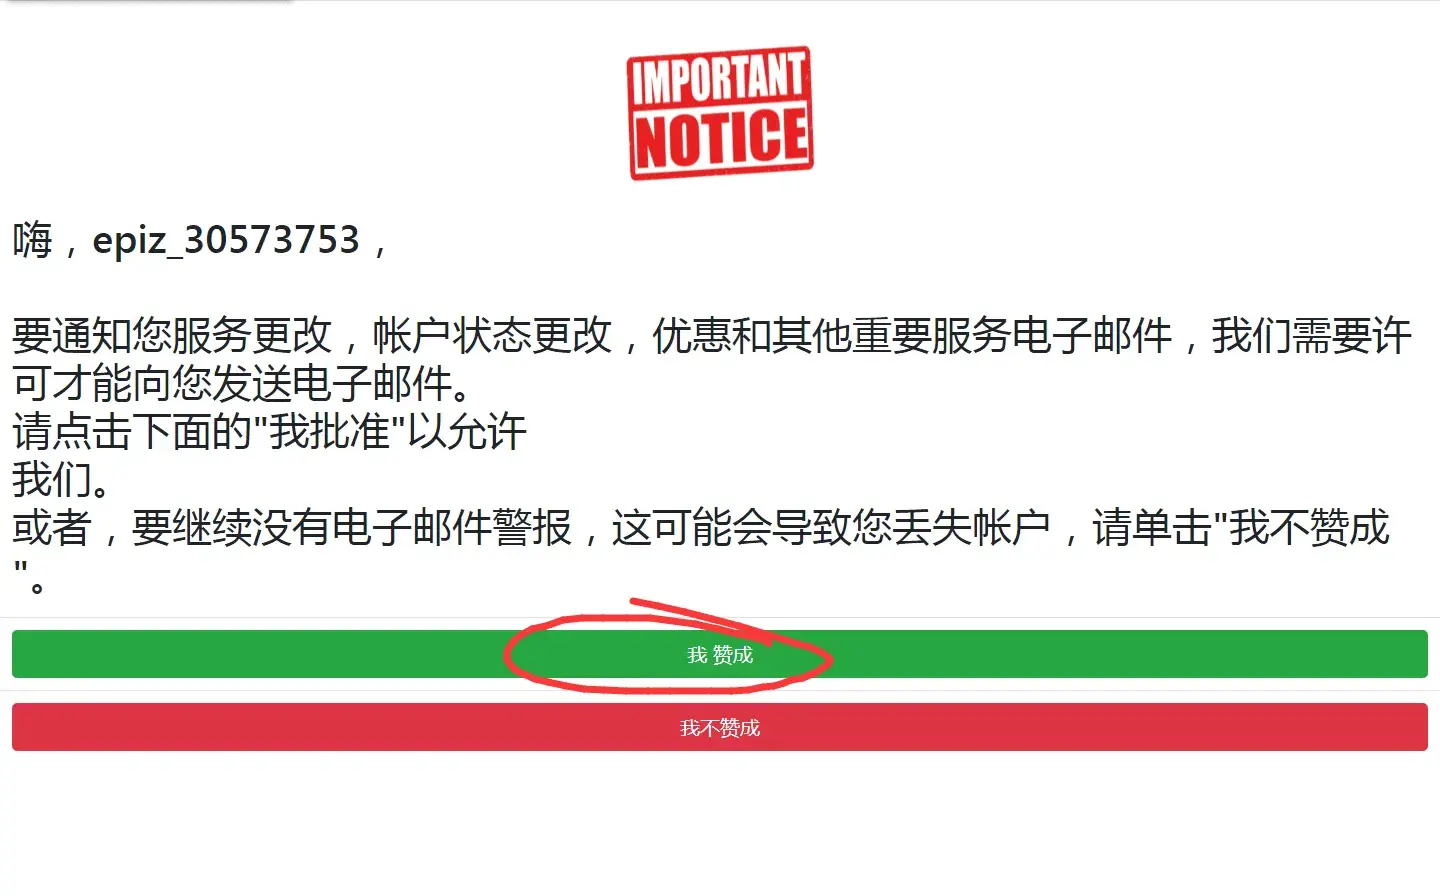 IMPORTANT
NOTICE
嗨，epiz_30573753，
要通知您服务更改，帐户状态更改，优惠和其他重要服务电子邮件，我们需要许
可才能向您发送电子邮件。
请点击下面的"我批准"以允许
我们。
或者，要继续没有电子邮件警报，这可能会导致您丢失帐户，请单击"我不赞成
"。
我 赞成
我不赞成